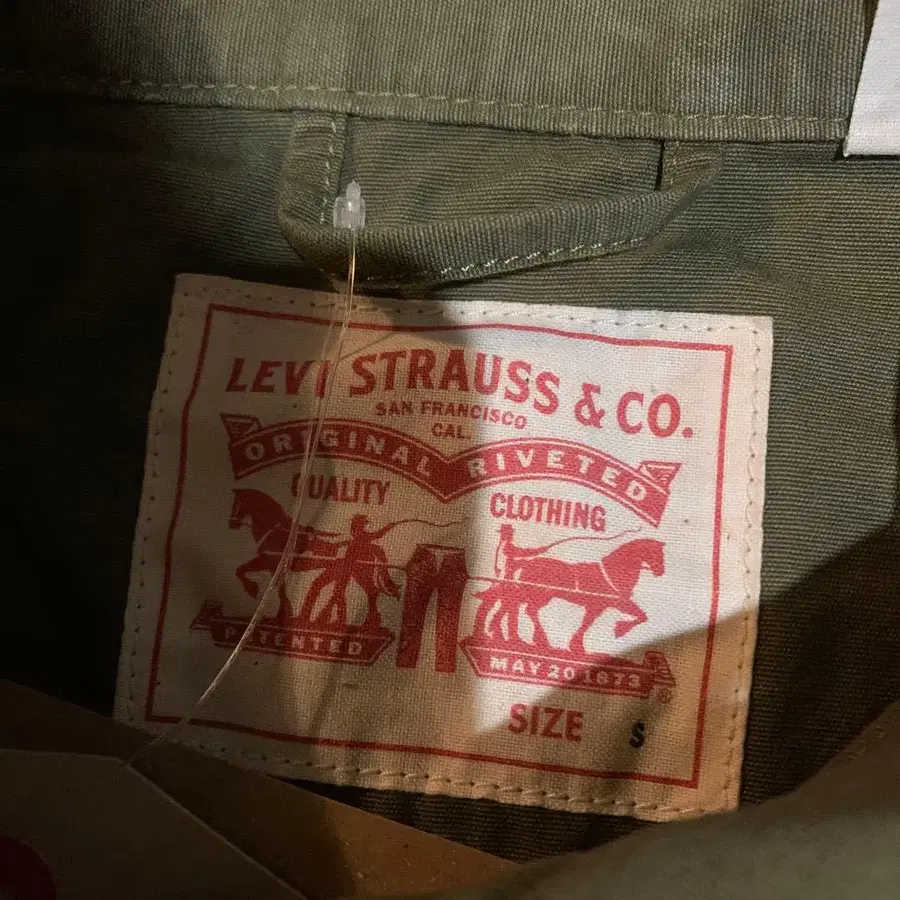 LEVI STRAUSS & CO.
SAN FRANCISCO
CAL.
ORIGINAL RIVETED
QUALITY CLOTHING
PATENTED
MAY 20 1873
®
SIZE S